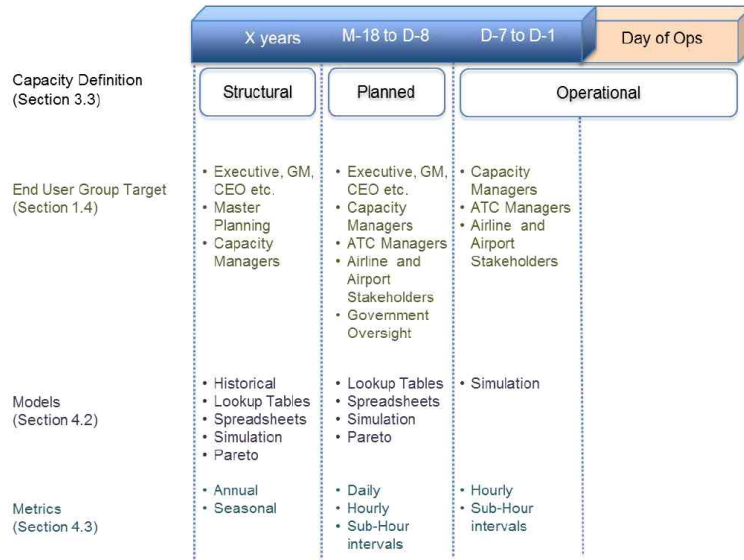 X years
M-18 to D-8
D-7 to D-1
Day of Ops
Capacity Definition
(Section 3.3)
Structural
Planned
Operational
End User Group Target
(Section 1.4)
• Executive, GM,
CEO etc.
• Master
Planning
• Capacity
Managers
• Executive, GM,
CEO etc.
• Capacity
Managers
• ATC Managers
• Airline and
Airport
Stakeholders
• Government
Oversight
• Capacity
Managers
• ATC Managers
• Airline and
Airport
Stakeholders
Models
(Section 4.2)
• Historical
• Lookup Tables
• Spreadsheets
• Simulation
• Pareto
• Lookup Tables
• Spreadsheets
• Simulation
• Pareto
• Simulation
Metrics
(Section 4.3)
• Annual
• Seasonal
• Daily
• Hourly
• Sub-Hour
intervals
• Hourly
• Sub-Hour
intervals